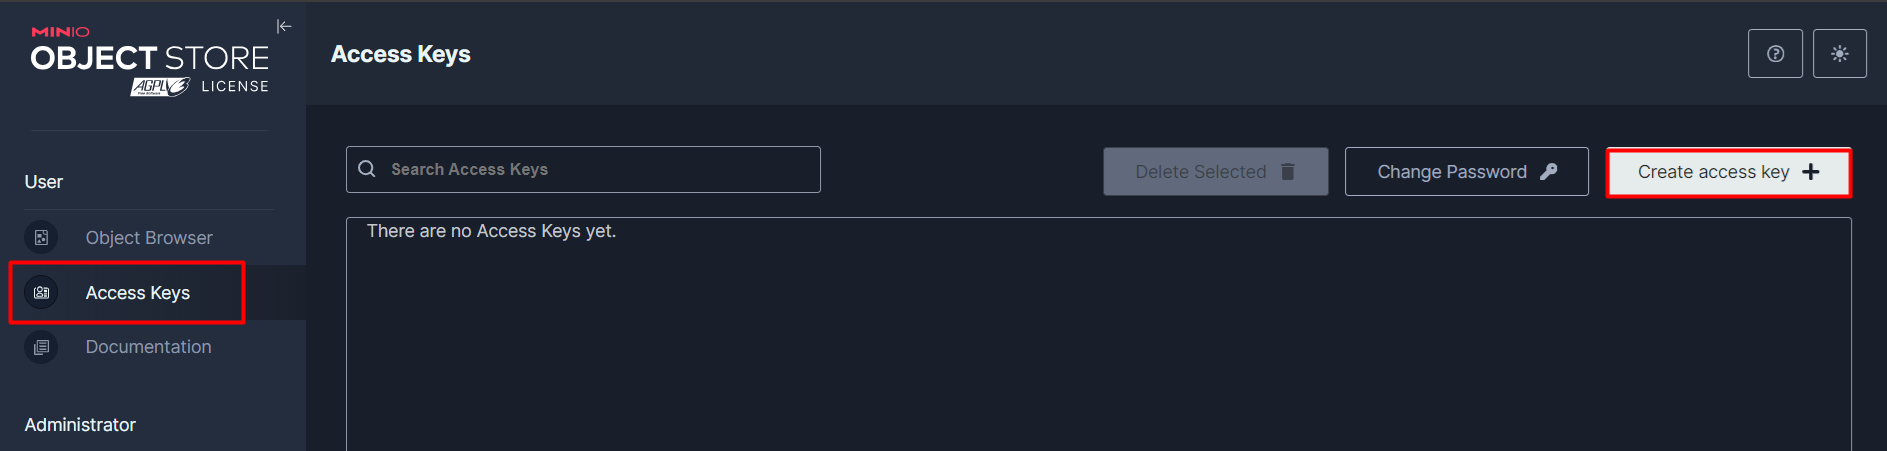 MINIO
OBJECT STORE
AGPL v3 LICENSE
User
Object Browser
Access Keys
Documentation
Administrator
Access Keys
Search Access Keys
Delete Selected
Change Password
Create access key
There are no Access Keys yet.